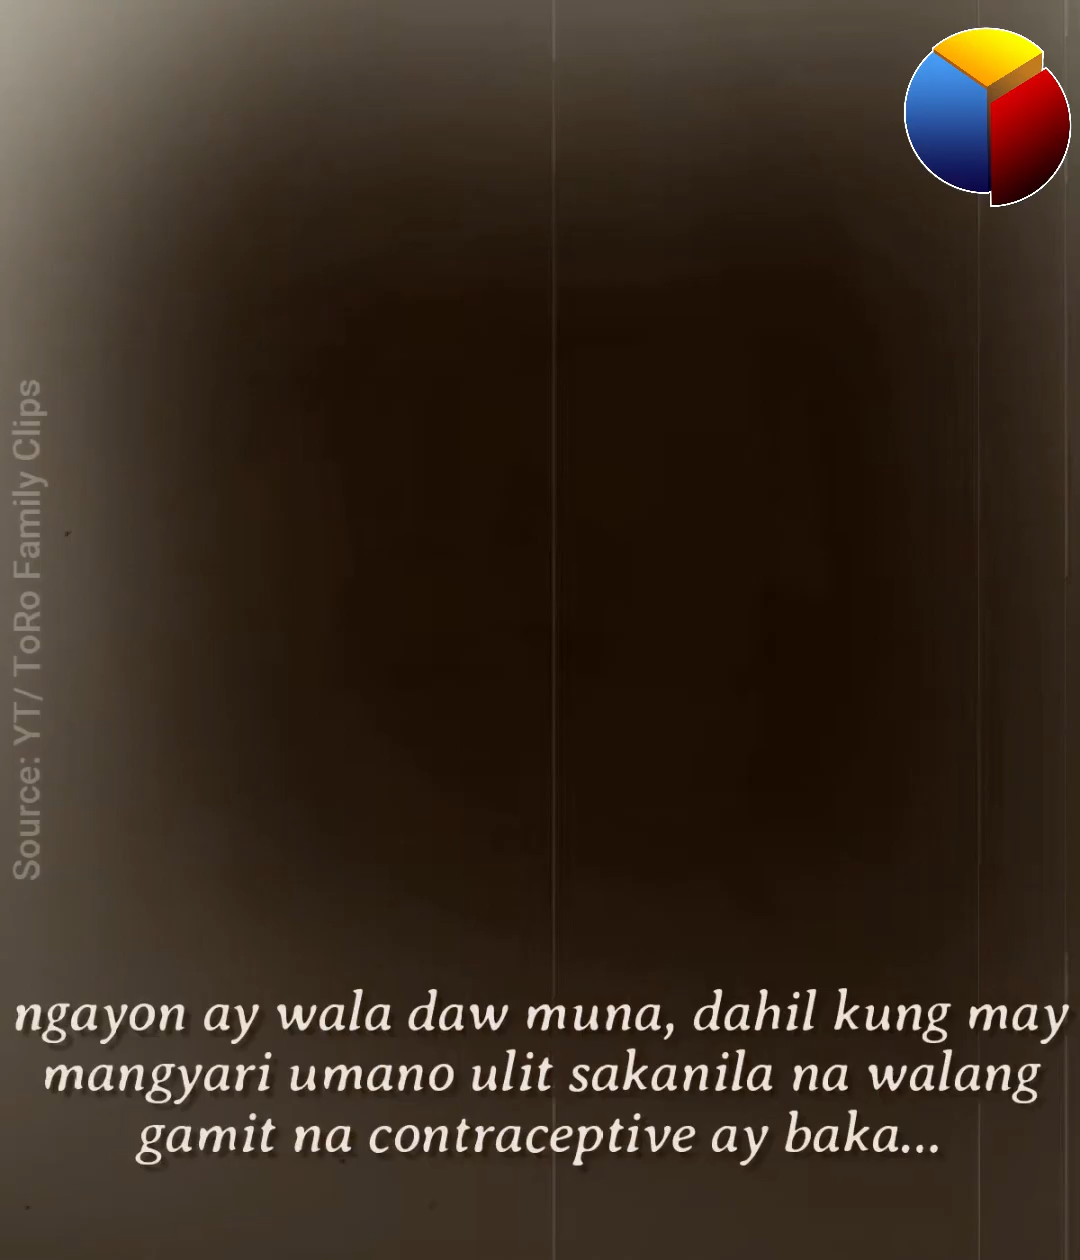 Source: YT/ ToRo Family Clips
ngayon ay wala daw muna, dahil kung may
mangyari umano ulit sakanila na walang
gamit na contraceptive ay baka...